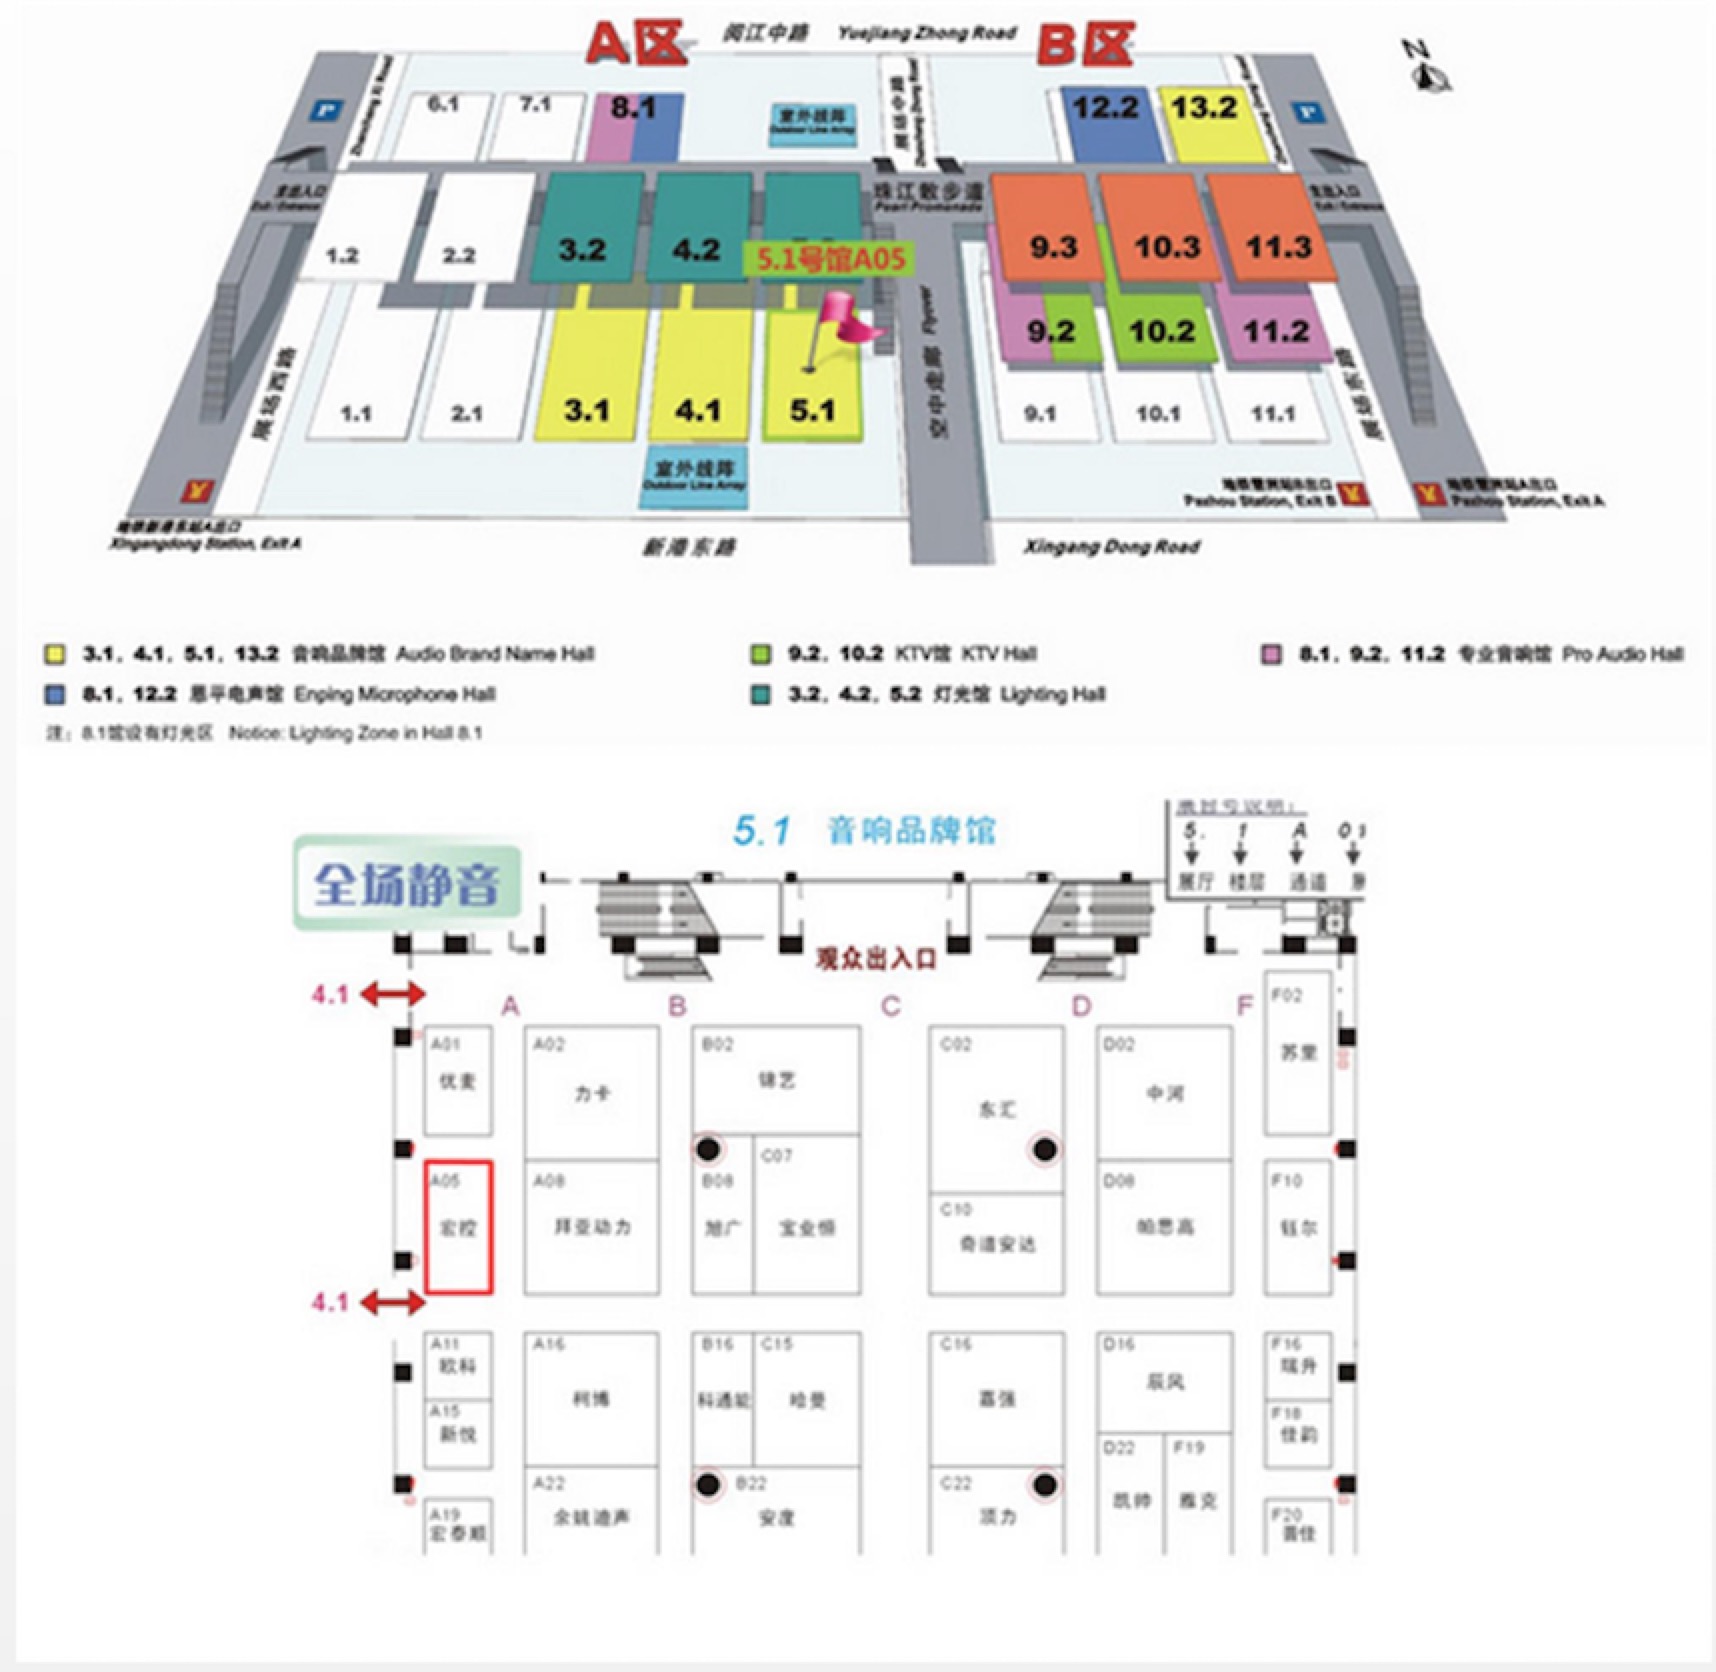 A区 阅江中路 Yuejiang Zhong Road B区
N
P
6.1 7.1 8.1
室外线阵
Outdoor Line Array
展场中路
Zhanchang Zhong Road
12.2 13.2
P
主出入口
Exit / Entrance
1.2 2.2 3.2 4.2
珠江散步道
Pearl Promenade
9.3 10.3 11.3
主出入口
Exit / Entrance
5.1号馆A05
9.2 10.2 11.2
展场西路
1.1 2.1 3.1 4.1 5.1
空中走廊 Flyover
9.1 10.1 11.1
展场东路
室外线阵
Outdoor Line Array
地铁新港东站A出口
Xingangdong Station, Exit A
地铁琶洲站B出口
Pazhou Station, Exit B
地铁琶洲站A出口
Pazhou Station, Exit A
新港东路 Xingang Dong Road
3.1, 4.1, 5.1, 13.2 音响品牌馆 Audio Brand Name Hall
9.2, 10.2 KTV馆 KTV Hall
8.1, 9.2, 11.2 专业音响馆 Pro Audio Hall
8.1, 12.2 恩平电声馆 Enping Microphone Hall
3.2, 4.2, 5.2 灯光馆 Lighting Hall
注：8.1馆设有灯光区 Notice: Lighting Zone in Hall 8.1
5.1 音响品牌馆
展台号说明：
5. 1 A 01
展厅 楼层 通道
全场静音
观众出入口
4.1
A B C D F
F02
苏荷
A01
优麦
A02
力卡
B02
锦艺
C02
东汇
D02
中河
A05
宏控
A08
拜亚动力
B08
旭广
C07
宝业恒
C10
奇道安达
D08
帕思高
F10
钰尔
4.1
A11
欧科
A15
新悦
A16
柯博
B16
科通能
C15
哈曼
C16
嘉强
D16
辰风
F16
瑞升
F18
佳韵
A19
宏泰顺
A22
余姚迪声
B22
安度
C22
顶力
D22
凯帅
F19
雅克
F20